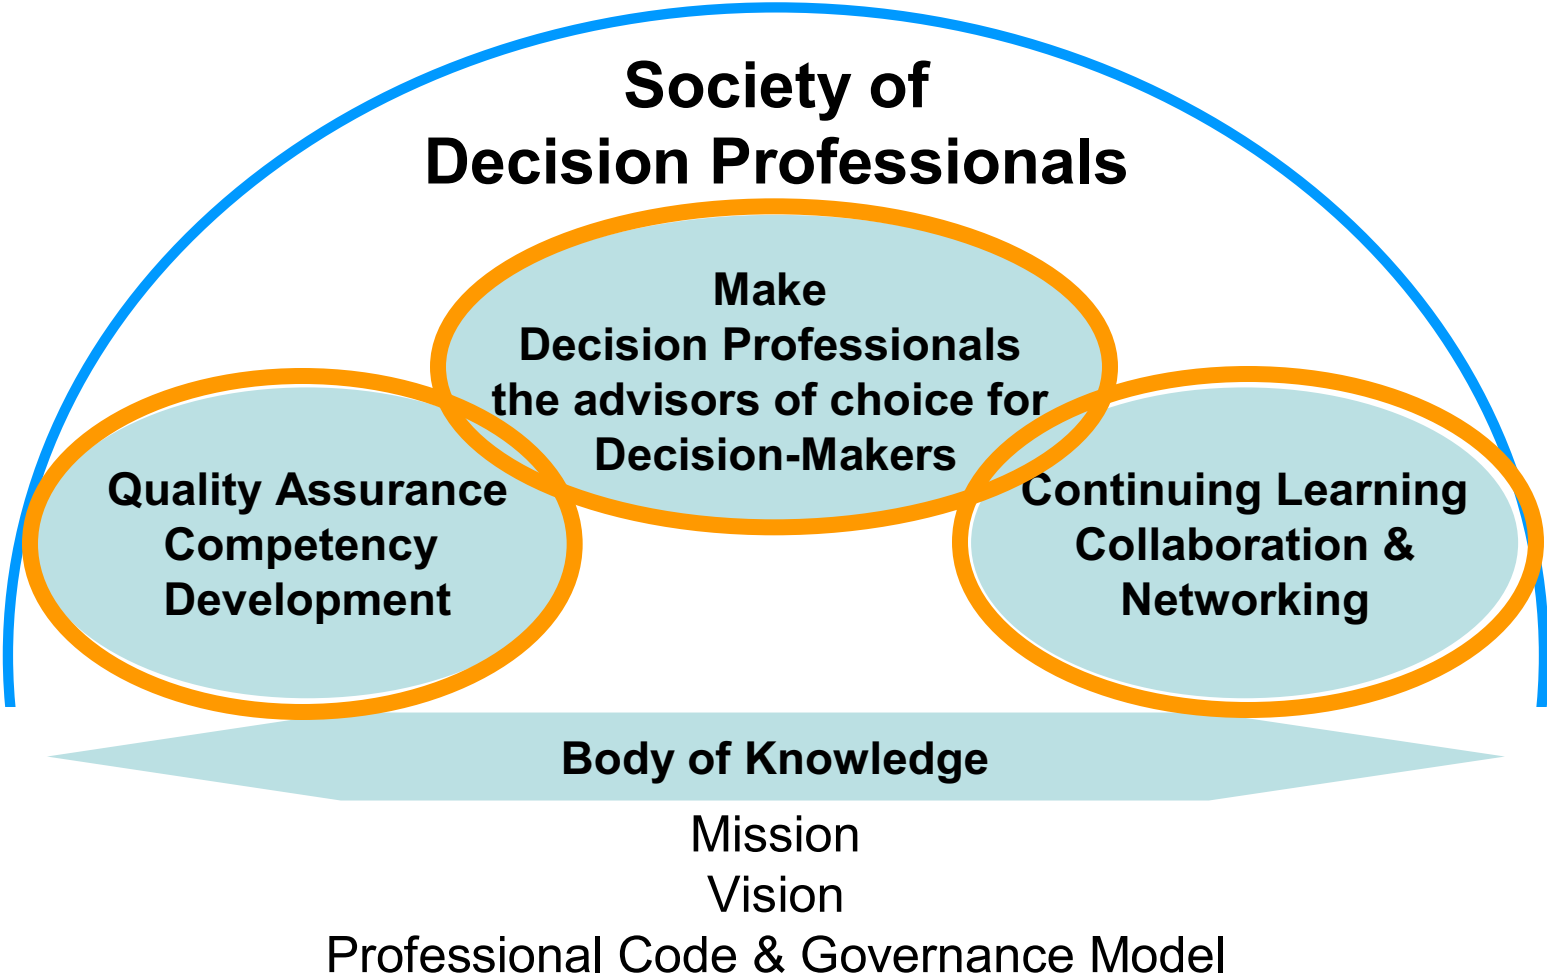 Society of
Decision Professionals
Make
Decision Professionals
the advisors of choice for
Decision-Makers
Quality Assurance
Competency
Development
Continuing Learning
Collaboration &
Networking
Body of Knowledge
Mission
Vision
Professional Code & Governance Model